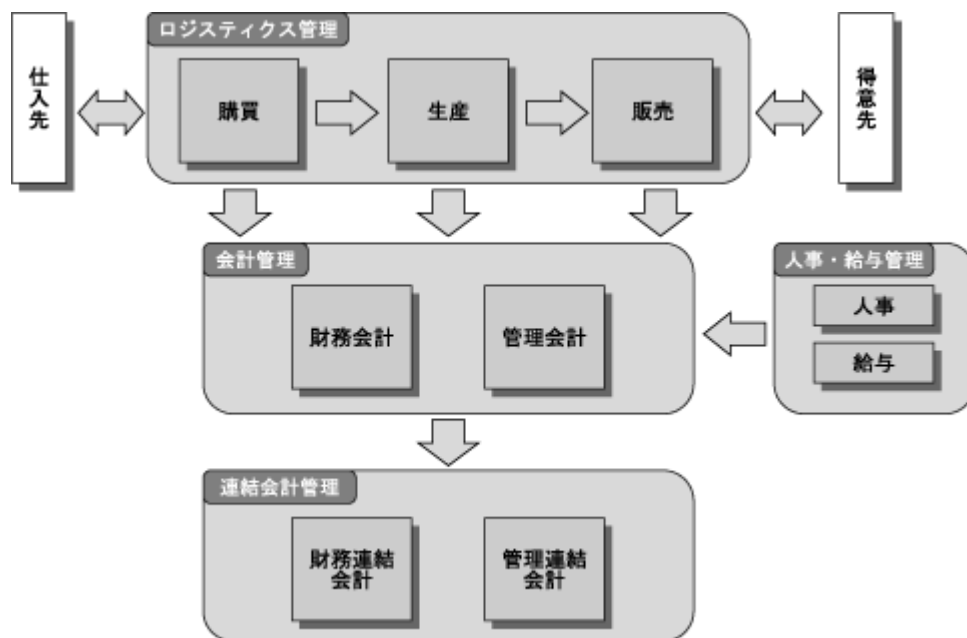 ロジスティクス管理
仕入先
購買
生産
販売
得意先
会計管理
財務会計
管理会計
人事・給与管理
人事
給与
連結会計管理
財務連結
会計
管理連結
会計